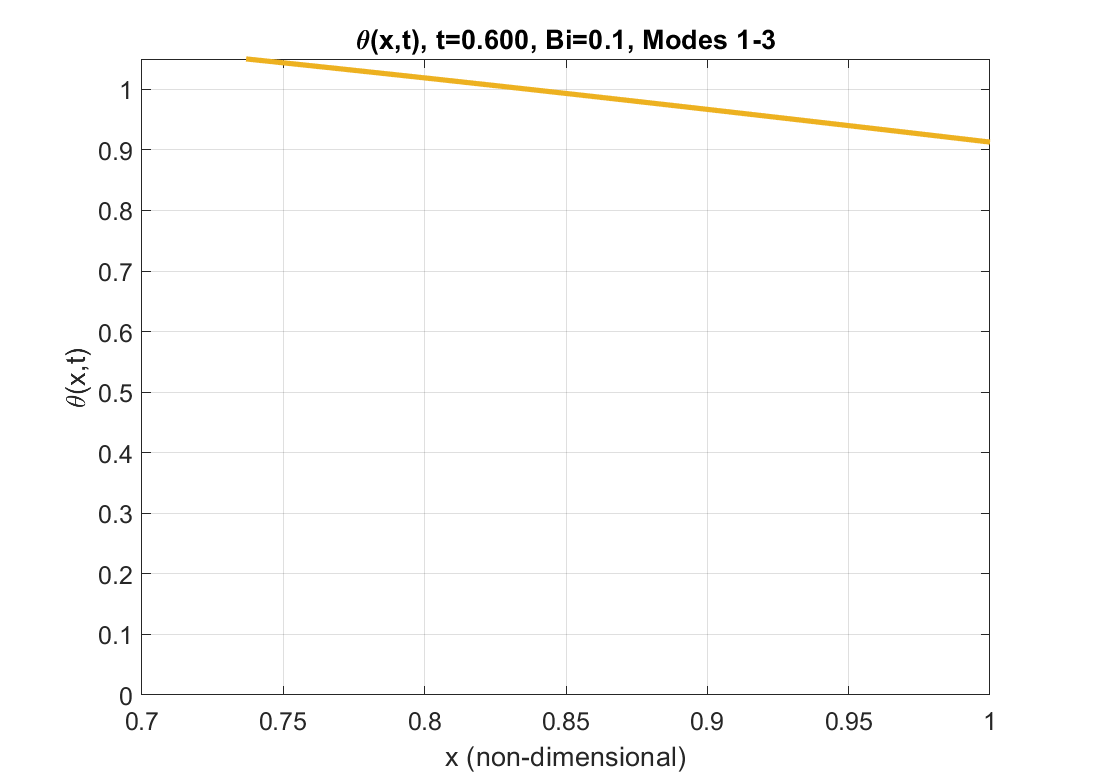 θ(x,t), t=0.600, Bi=0.1, Modes 1-3
1
0.9
0.8
0.7
0.6
0.5
0.4
0.3
0.2
0.1
0
θ(x,t)
0.7 0.75 0.8 0.85 0.9 0.95 1
x (non-dimensional)